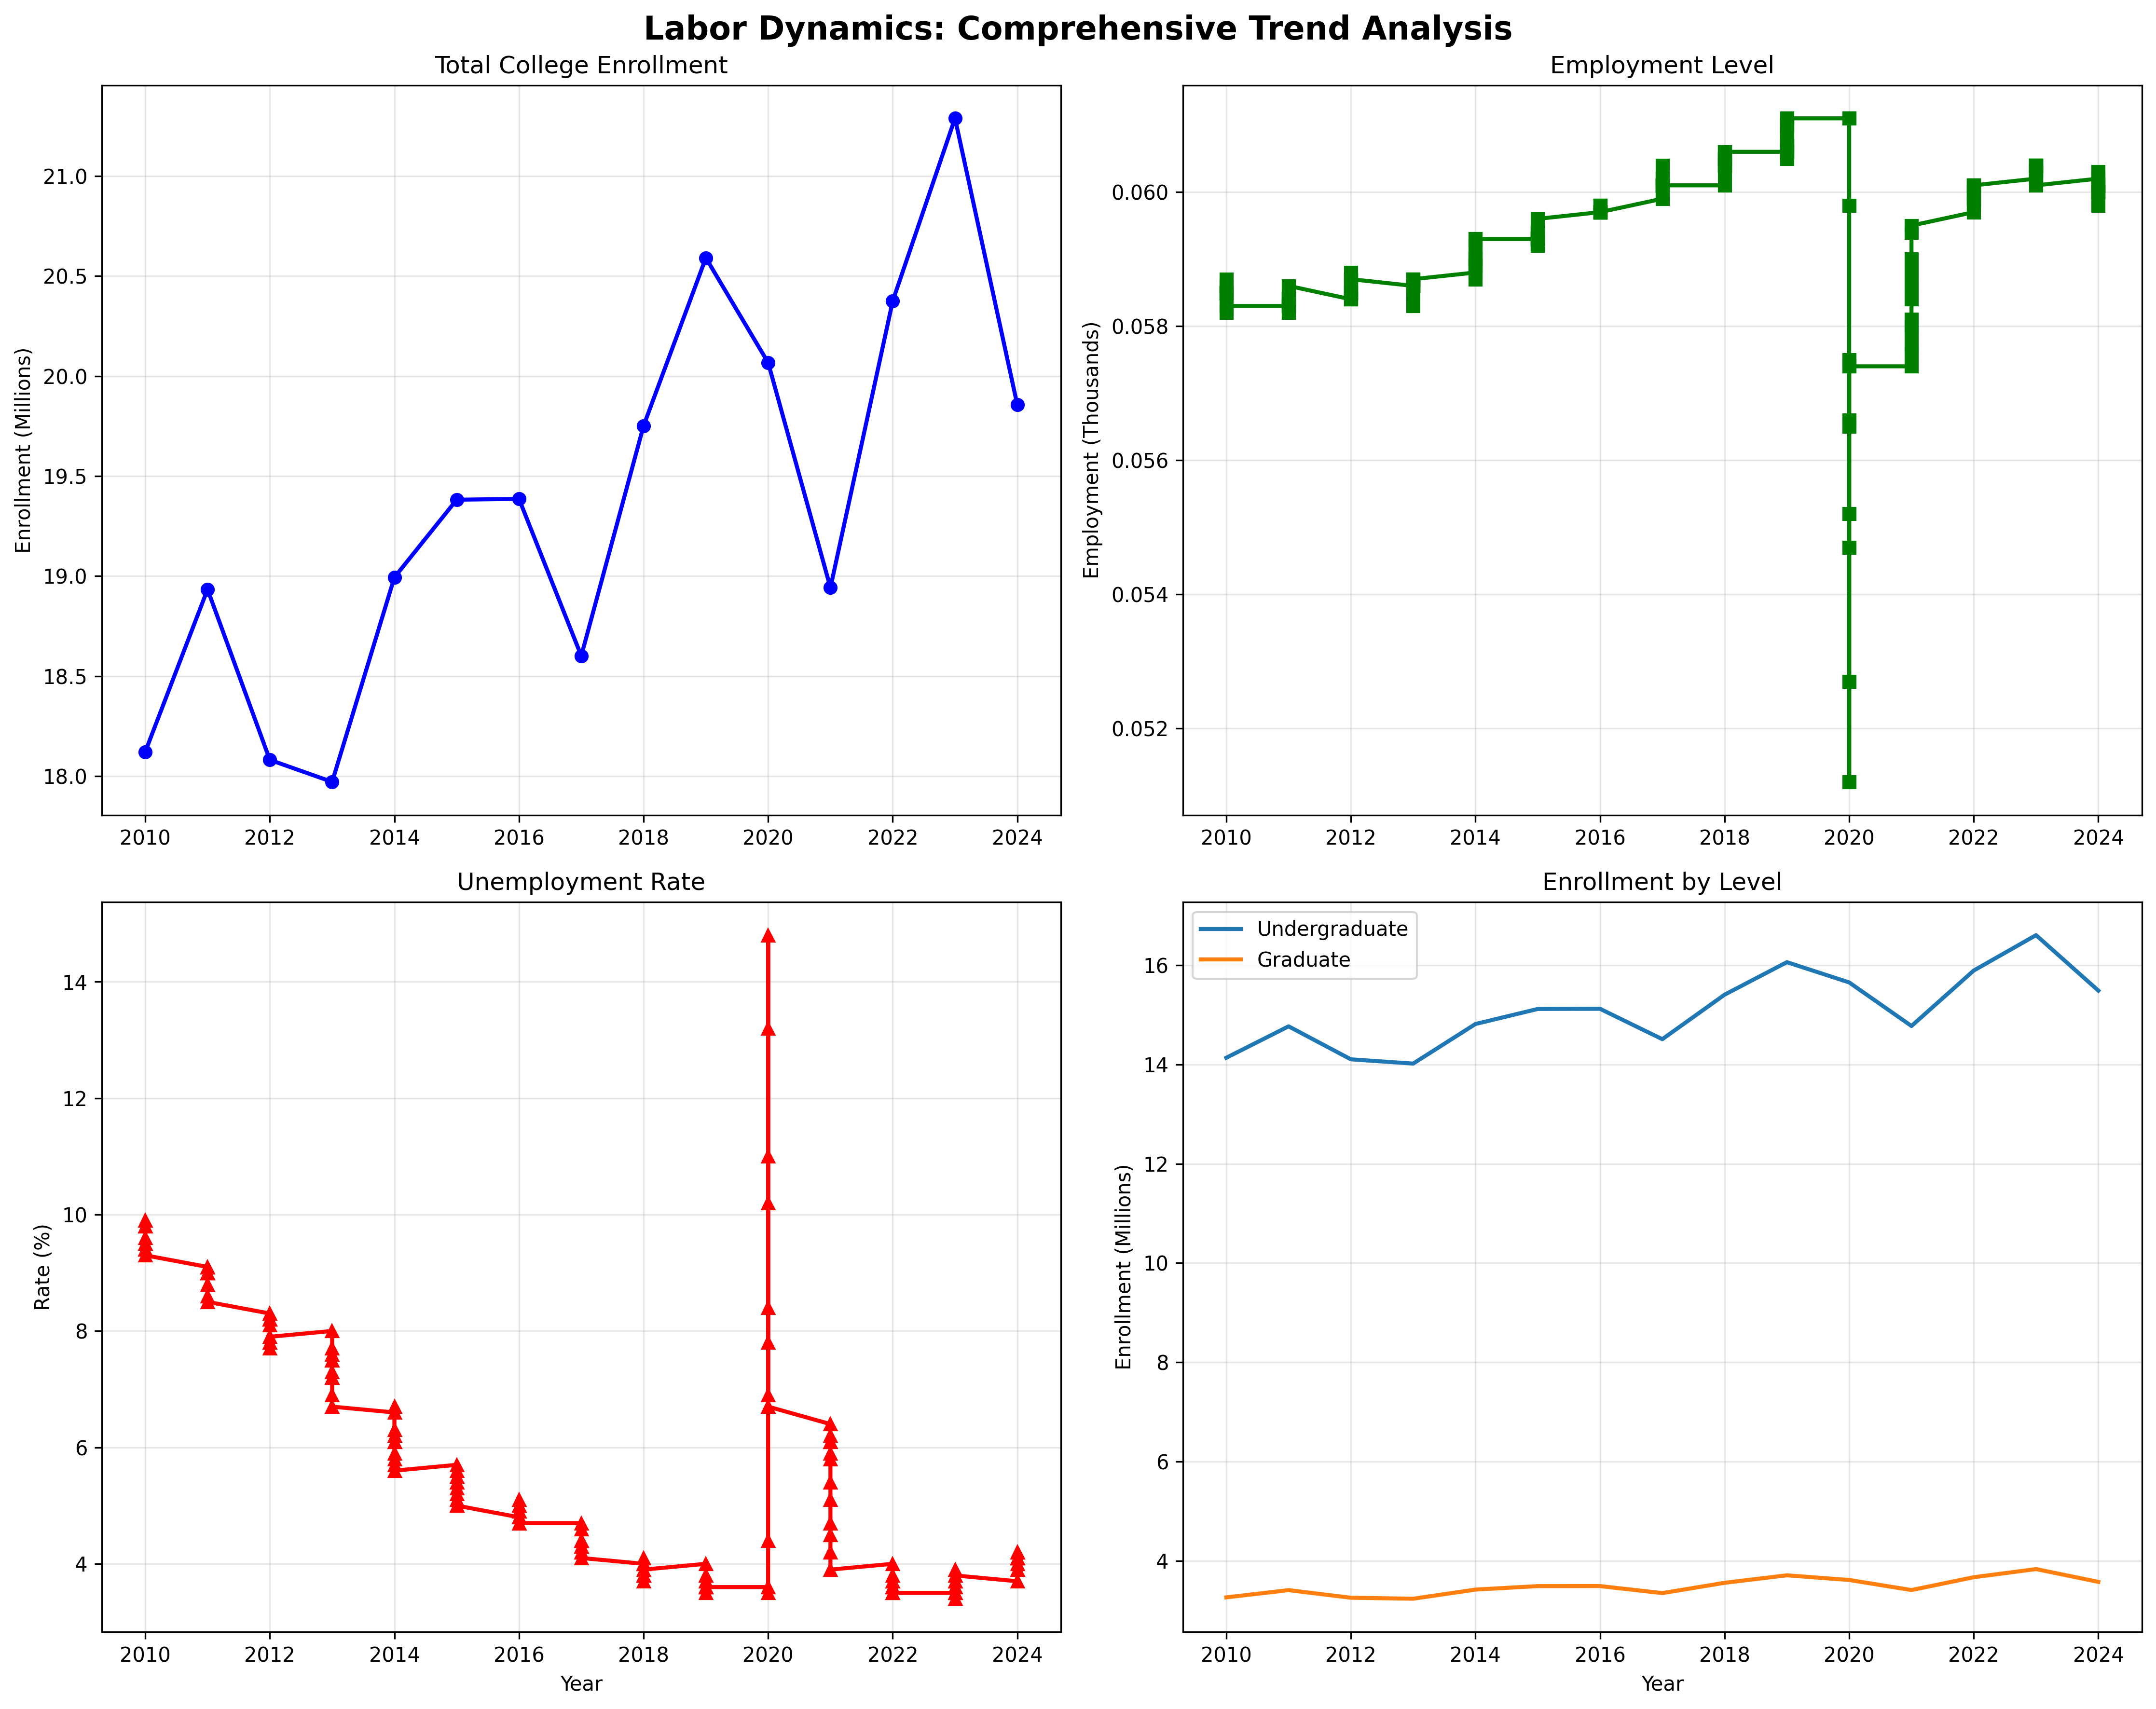 Labor Dynamics: Comprehensive Trend Analysis
Total College Enrollment
Enrollment (Millions)
21.0
20.5
20.0
19.5
19.0
18.5
18.0
2010 2012 2014 2016 2018 2020 2022 2024
Employment Level
Employment (Thousands)
0.060
0.058
0.056
0.054
0.052
2010 2012 2014 2016 2018 2020 2022 2024
Unemployment Rate
Rate (%)
14
12
10
8
6
4
2010 2012 2014 2016 2018 2020 2022 2024
Year
Enrollment by Level
Undergraduate
Graduate
Enrollment (Millions)
16
14
12
10
8
6
4
2010 2012 2014 2016 2018 2020 2022 2024
Year